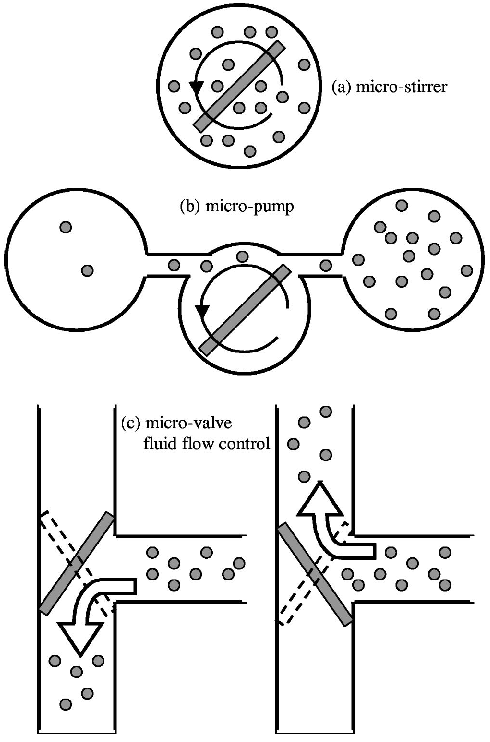 (a) micro-stirrer
(b) micro-pump
(c) micro-valve
fluid flow control